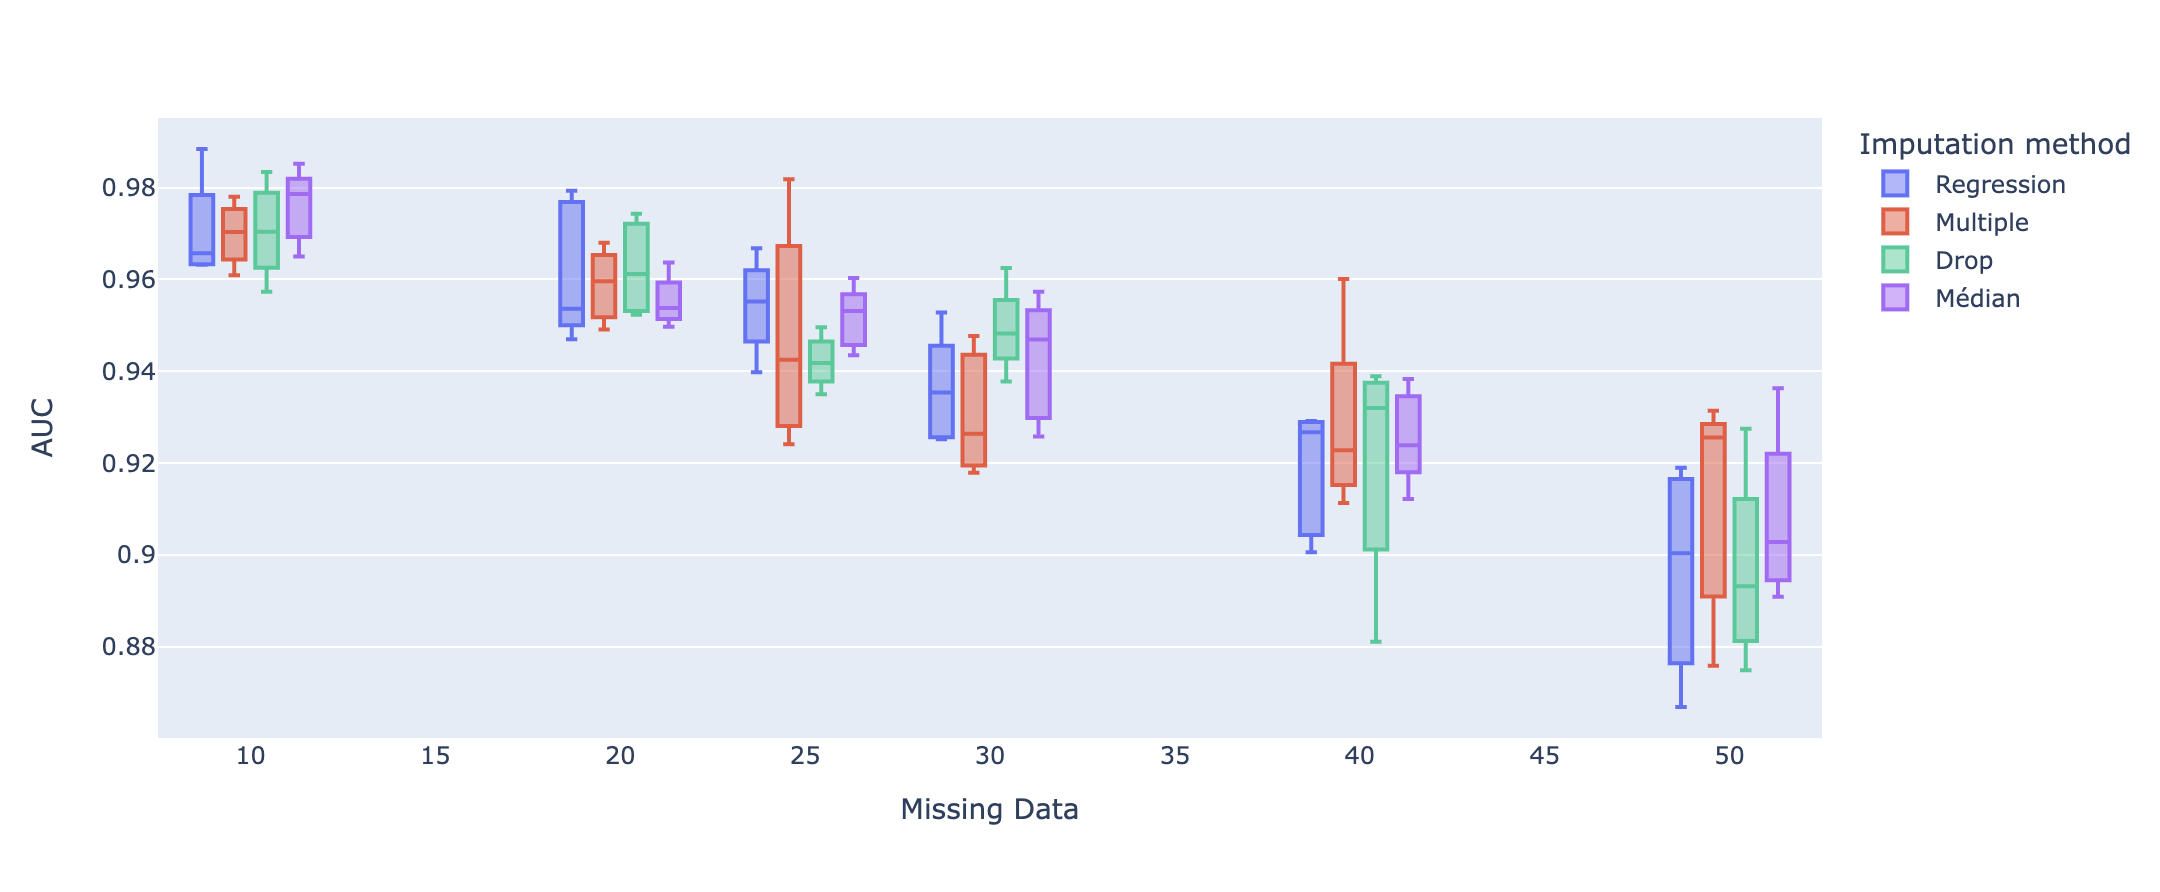 Imputation method
Regression
Multiple
Drop
Médian
AUC
0.98
0.96
0.94
0.92
0.9
0.88
10 15 20 25 30 35 40 45 50
Missing Data